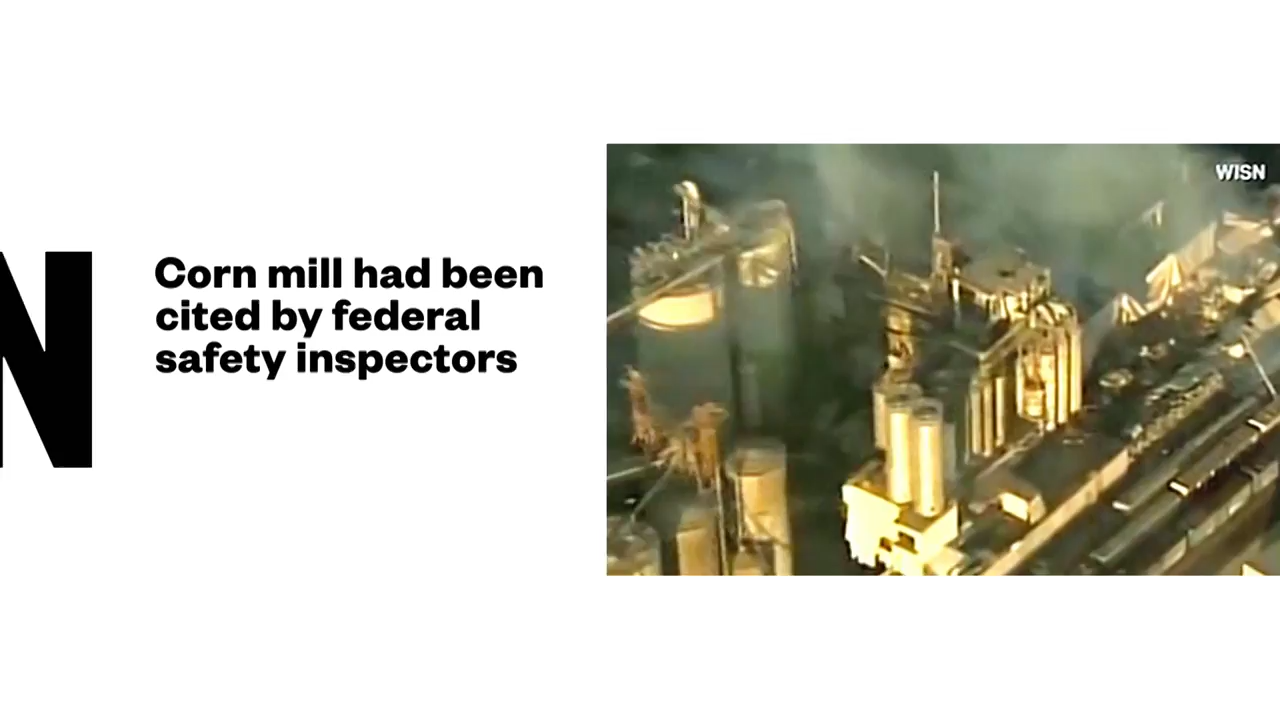 N
Corn mill had been
cited by federal
safety inspectors
WISN